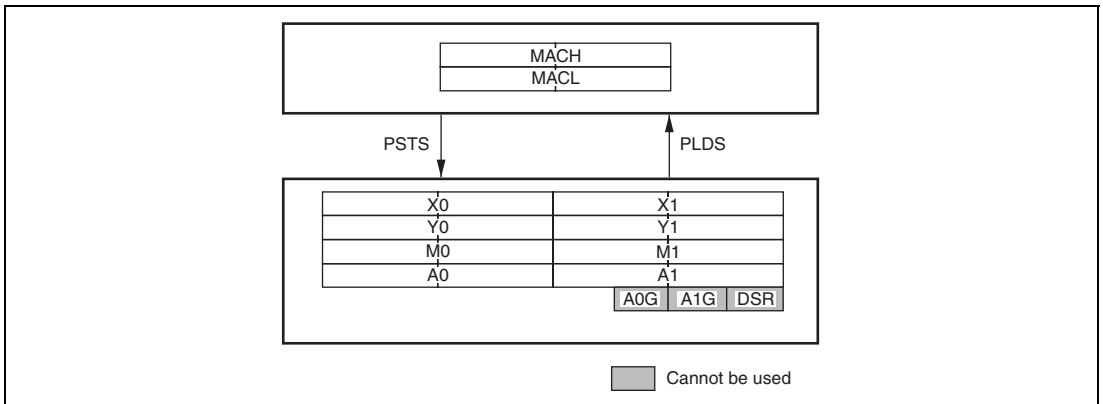 MACH
MACL
PSTS PLDS
X0 X1
Y0 Y1
M0 M1
A0 A1
A0G A1G DSR
Cannot be used